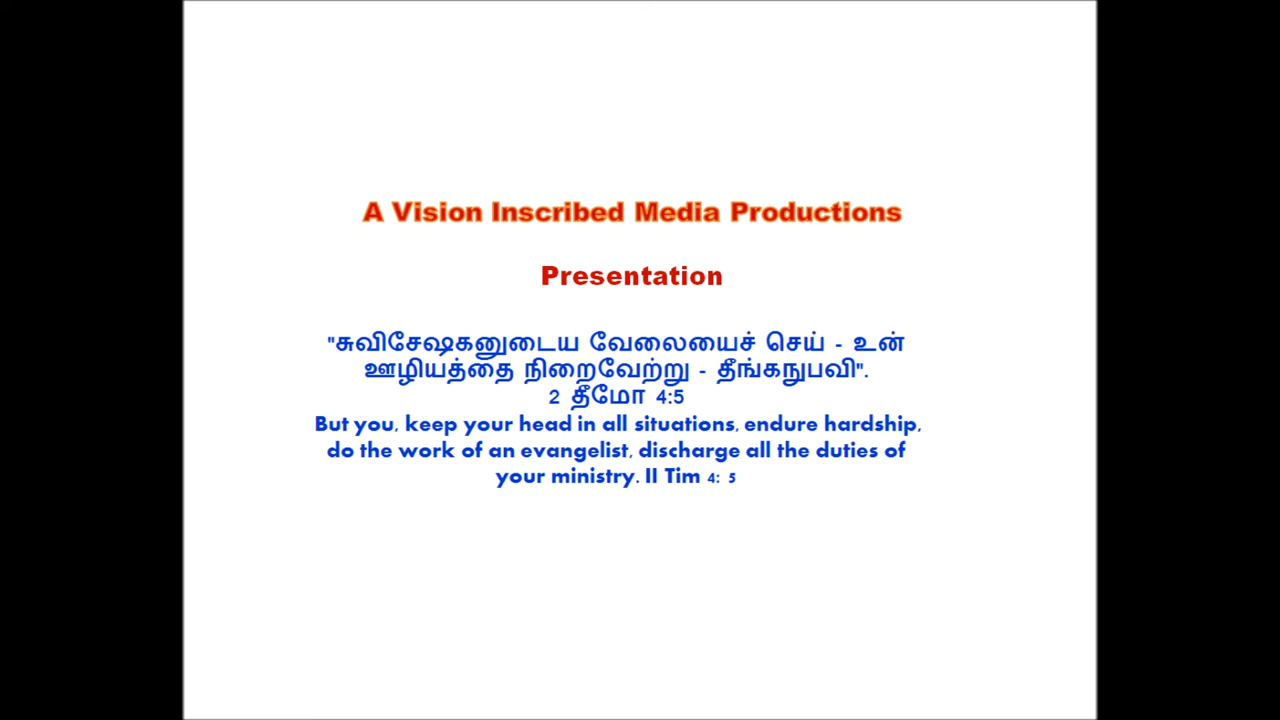 A Vision Inscribed Media Productions
Presentation
"சுவிசேஷகனுடைய வேலையைச் செய் - உன்
ஊழியத்தை நிறைவேற்று - தீங்கநுபவி".
2 தீமோ 4:5
But you, keep your head in all situations, endure hardship,
do the work of an evangelist, discharge all the duties of
your ministry. II Tim 4: 5